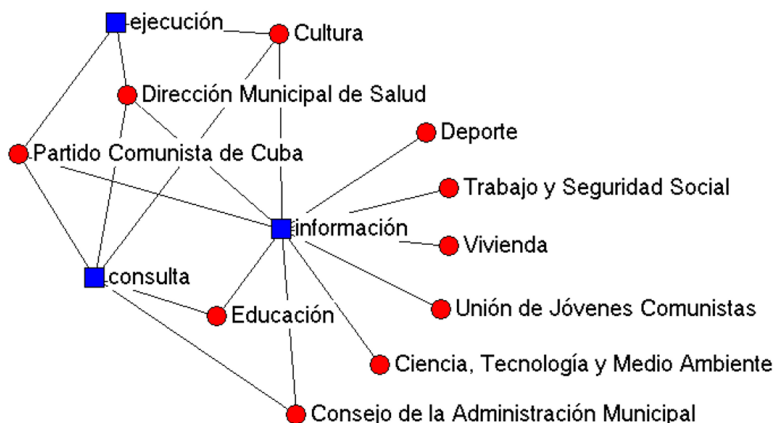 ejecución
Cultura
Dirección Municipal de Salud
Deporte
Partido Comunista de Cuba
Trabajo y Seguridad Social
información
Vivienda
consulta
Unión de Jóvenes Comunistas
Educación
Ciencia, Tecnología y Medio Ambiente
Consejo de la Administración Municipal